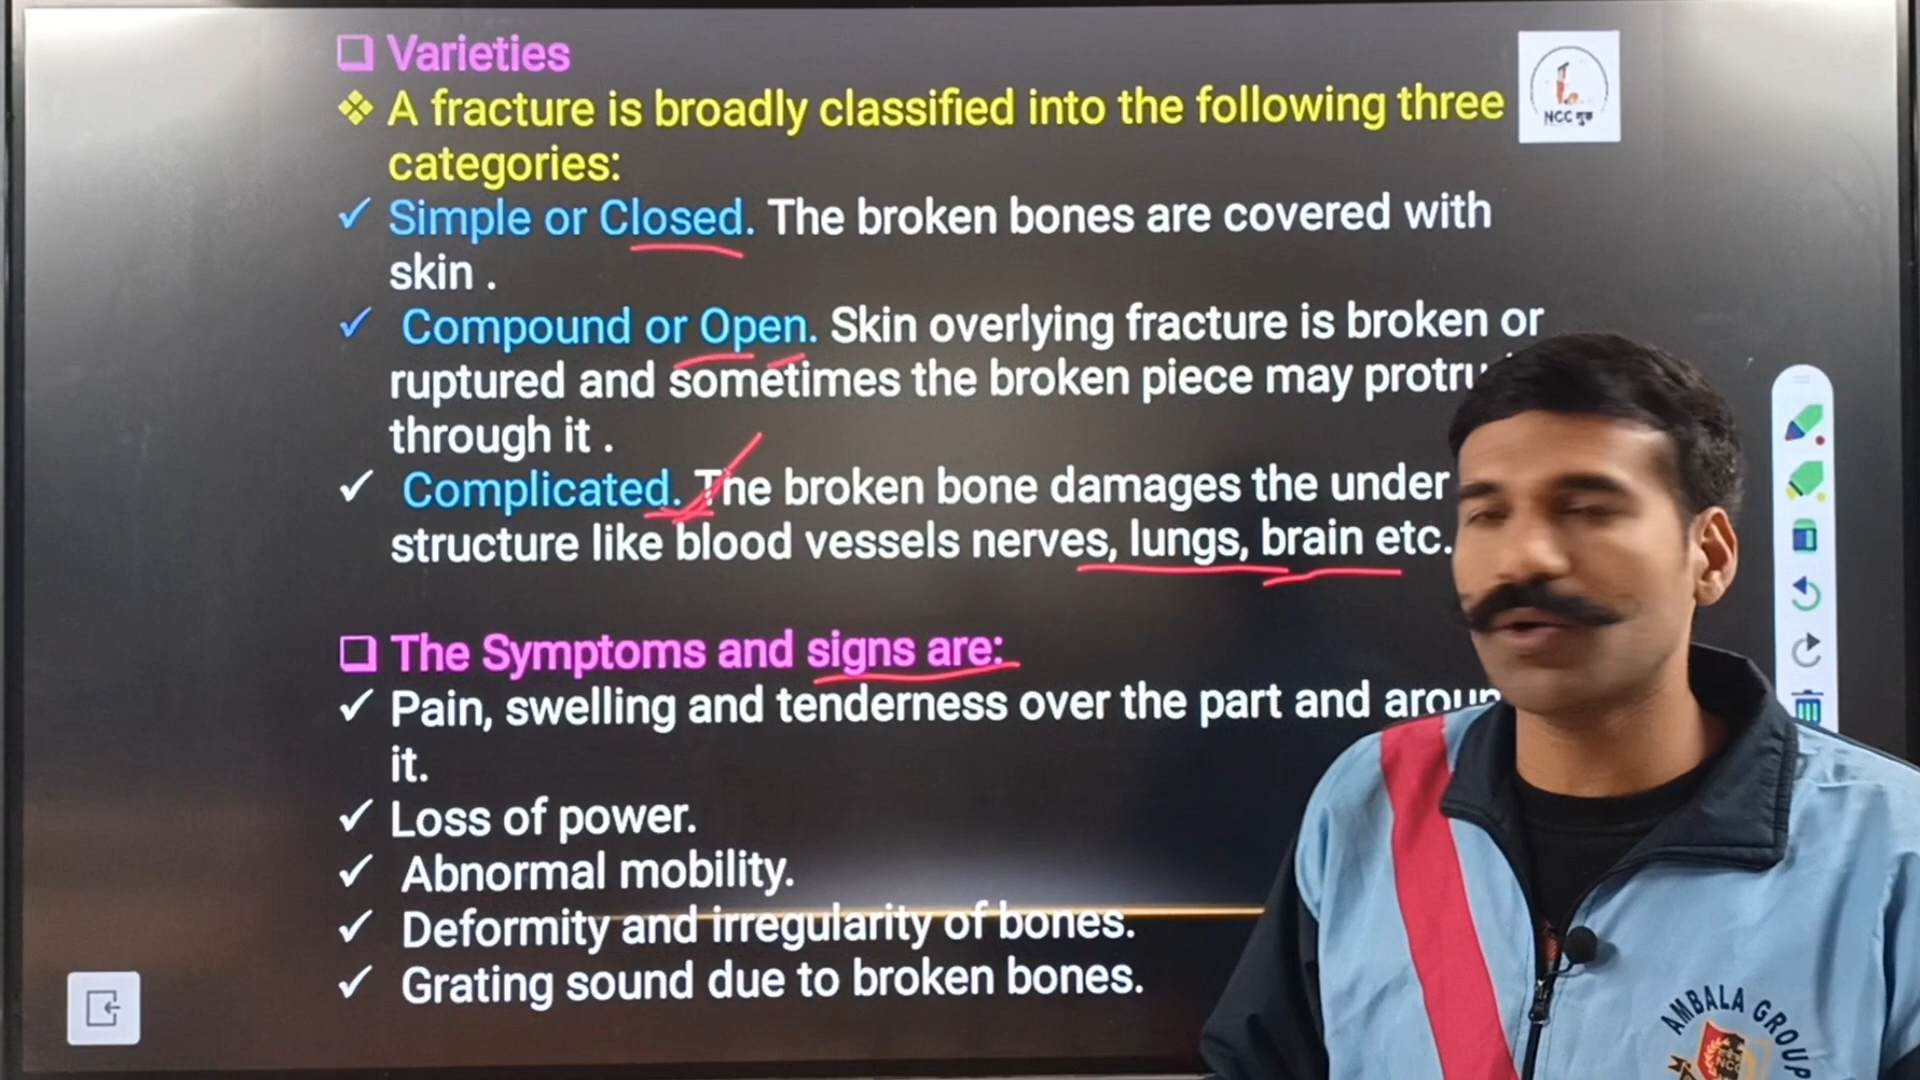 Varieties
A fracture is broadly classified into the following three
categories:
Simple or Closed. The broken bones are covered with
skin .
Compound or Open. Skin overlying fracture is broken or
ruptured and sometimes the broken piece may
through it .
Complicated. The broken bone damages the under
structure like blood vessels nerves, lungs, brain etc.
The Symptoms and signs are:
Pain, swelling and tenderness over the part and
it.
Loss of power.
Abnormal mobility.
Deformity and irregularity of bones.
Grating sound due to broken bones.
NCC गुरु
AMBALA GROUP
NCC